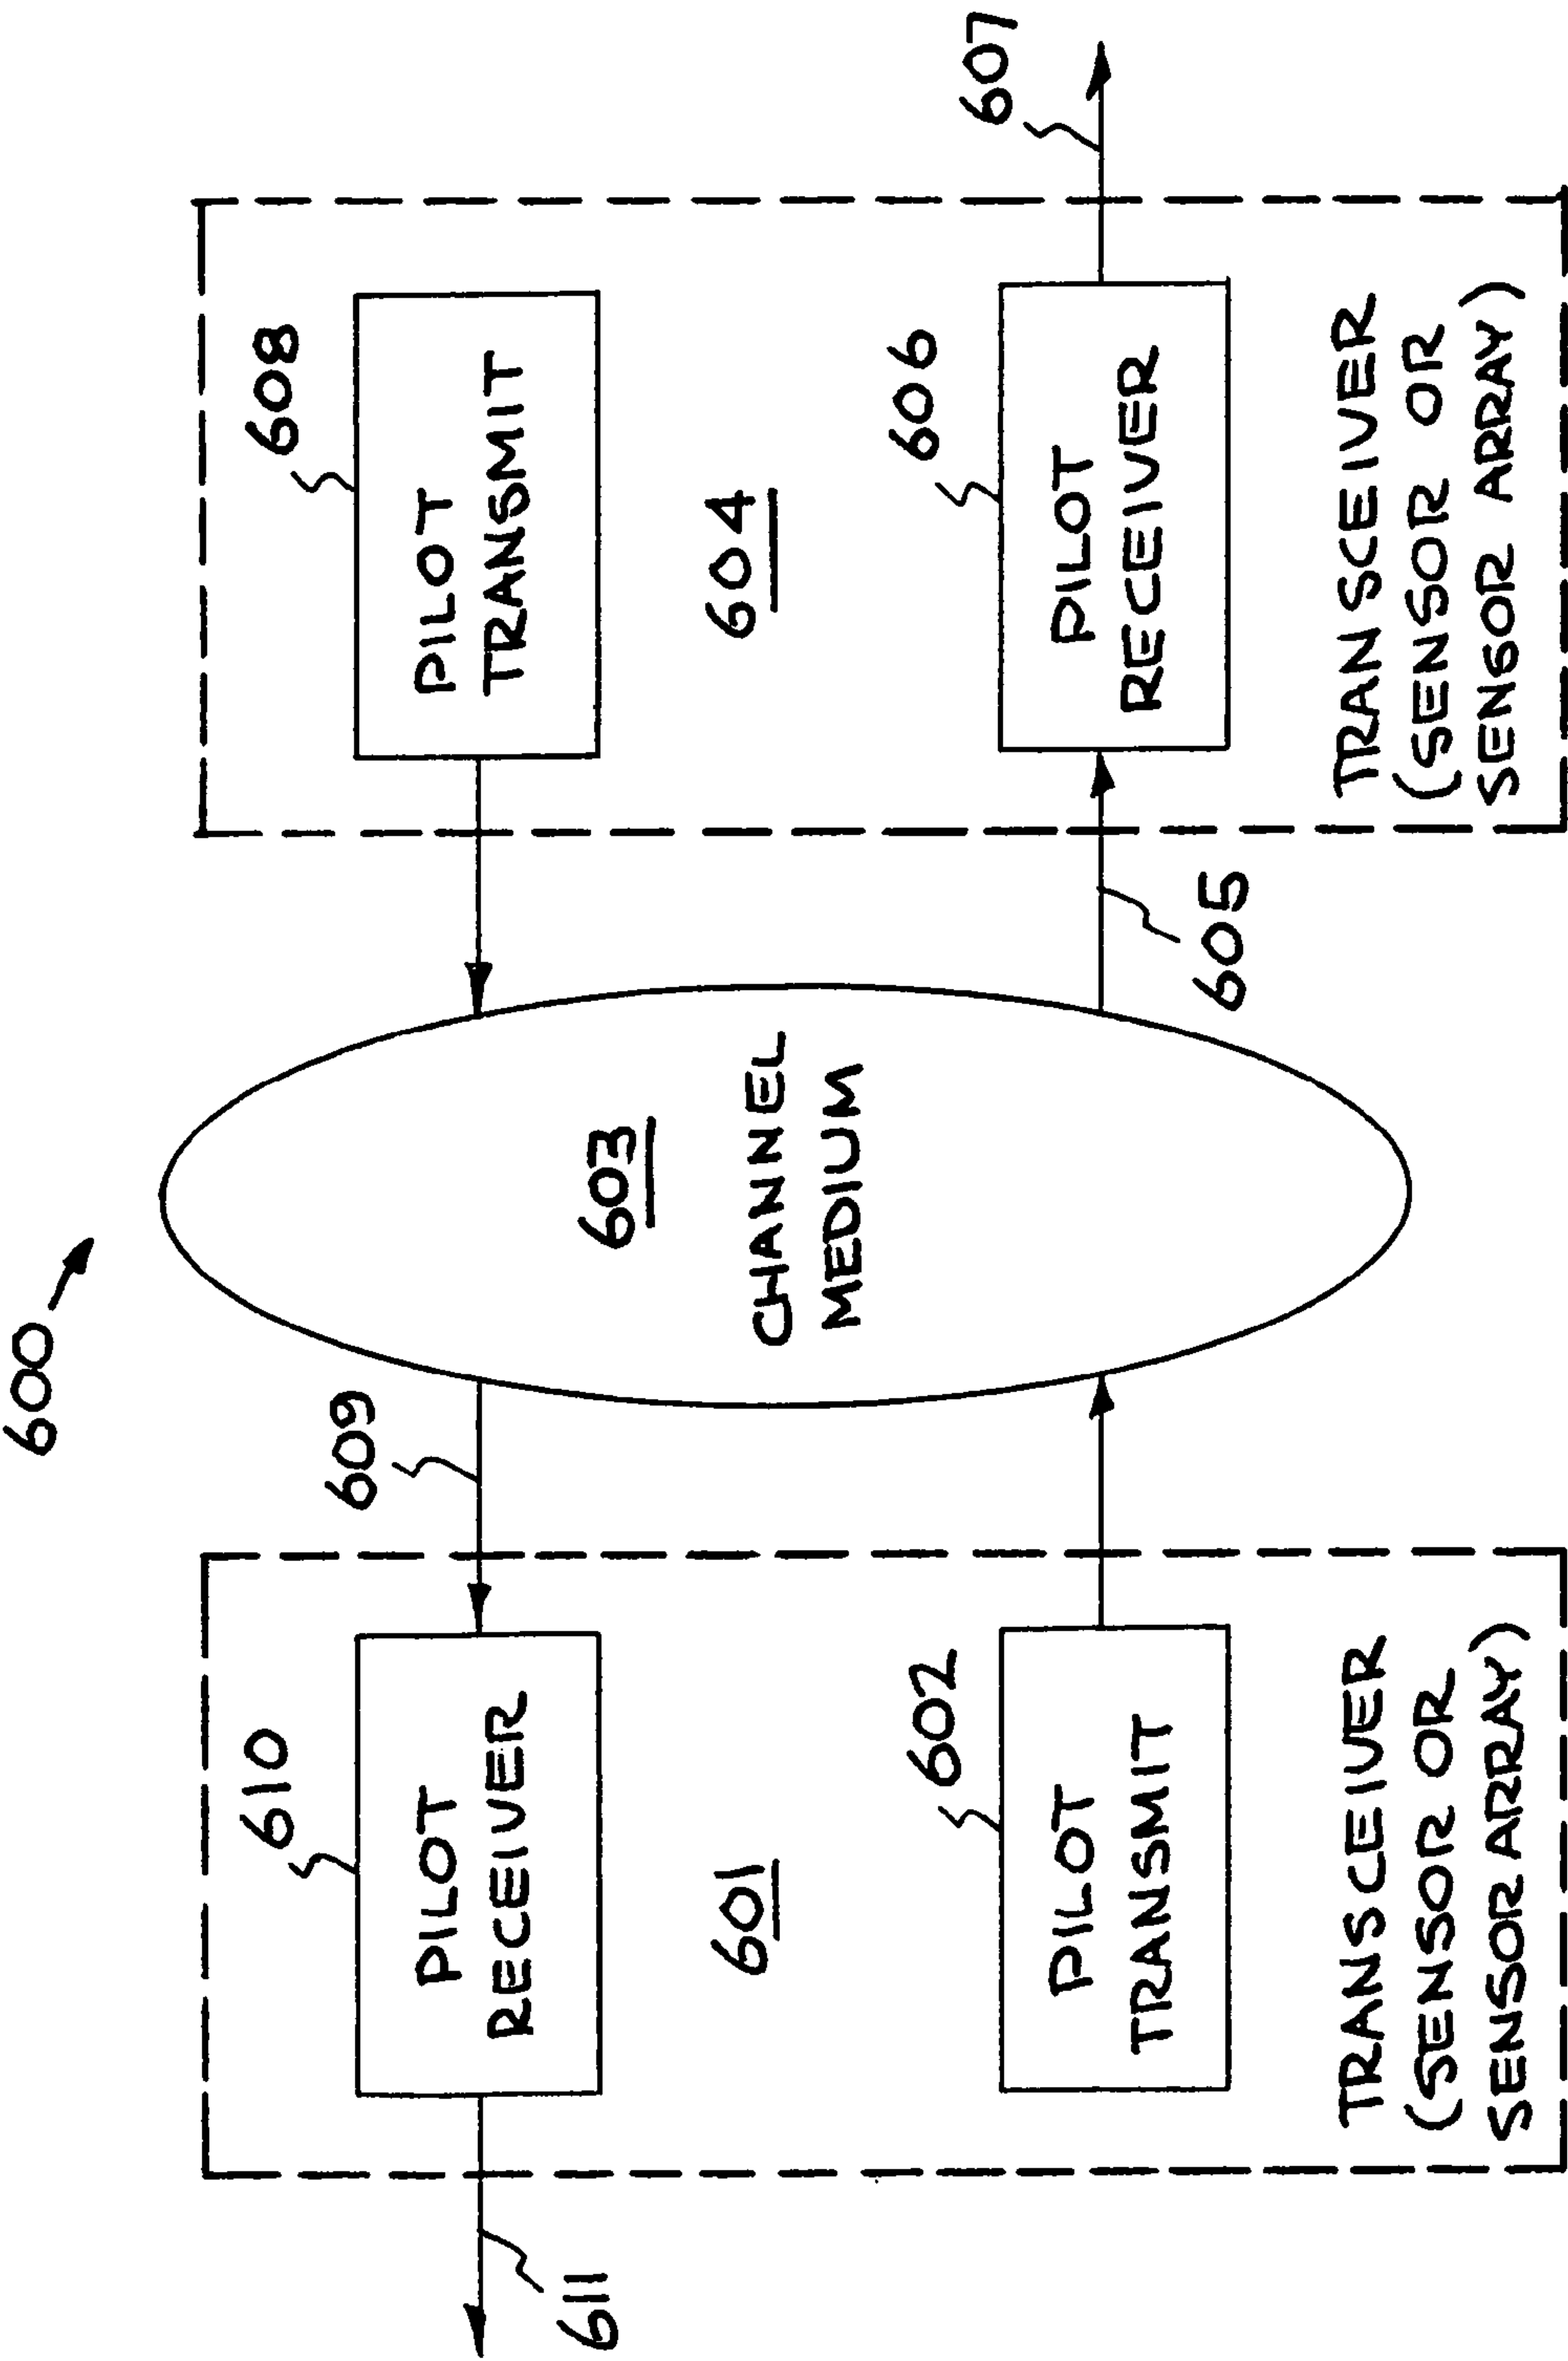 600
609
610
PILOT
RECEIVER
611
601
602
PILOT
TRANSMIT
TRANSCEIVER
(SENSOR OR
SENSOR ARRAY)
603
CHANNEL
MEDIUM
608
PILOT
TRANSMIT
604
606
PILOT
RECEIVER
607
605
TRANSCEIVER
(SENSOR OR
SENSOR ARRAY)